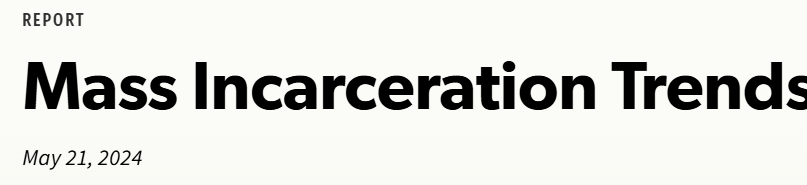 REPORT
Mass Incarceration Trends
May 21, 2024